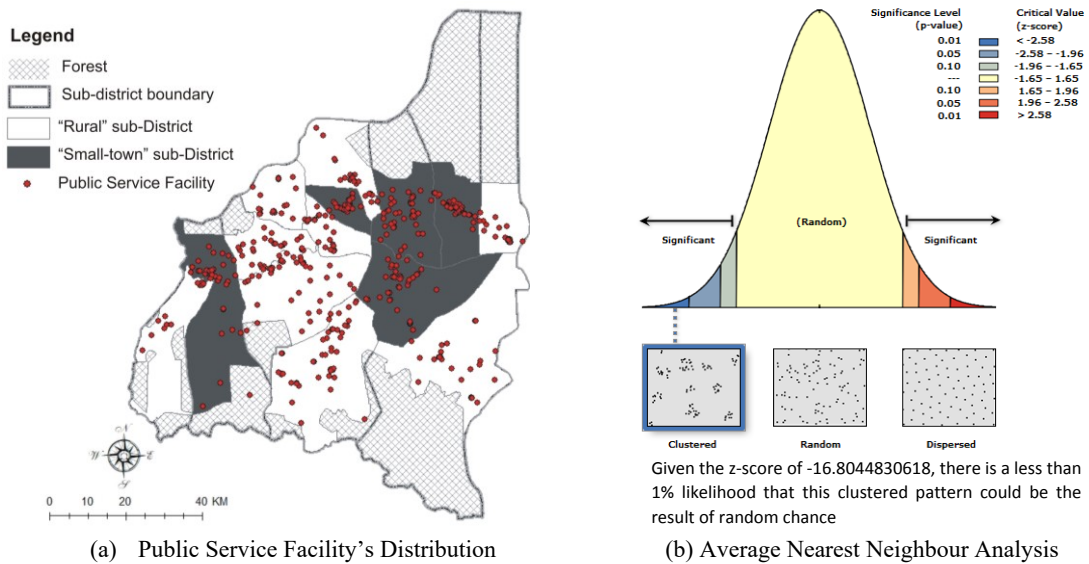 Legend
Forest
Sub-district boundary
"Rural" sub-District
"Small-town" sub-District
Public Service Facility
N
W E
S
0 20 40 KM
(a) Public Service Facility's Distribution
Significance Level
(p-value)
Critical Value
(z-score)
0.01 < -2.58
0.05 -2.58 – -1.96
0.10 -1.96 – -1.65
--- -1.65 – 1.65
0.10 1.65 – 1.96
0.05 1.96 – 2.58
0.01 > 2.58
(Random)
Significant
Significant
Clustered
Random
Dispersed
Given the z-score of -16.8044830618, there is a less than
1% likelihood that this clustered pattern could be the
result of random chance
(b) Average Nearest Neighbour Analysis